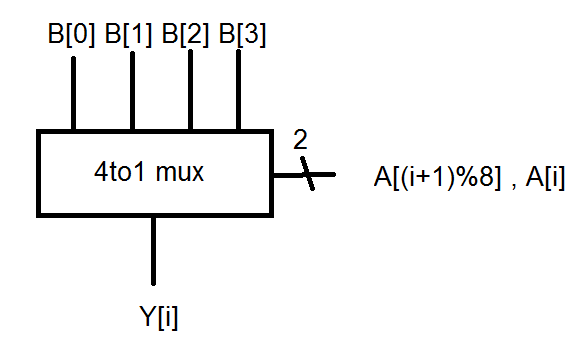 B[0] B[1] B[2] B[3]
2
4to1 mux
A[(i+1)%8] , A[i]
Y[i]